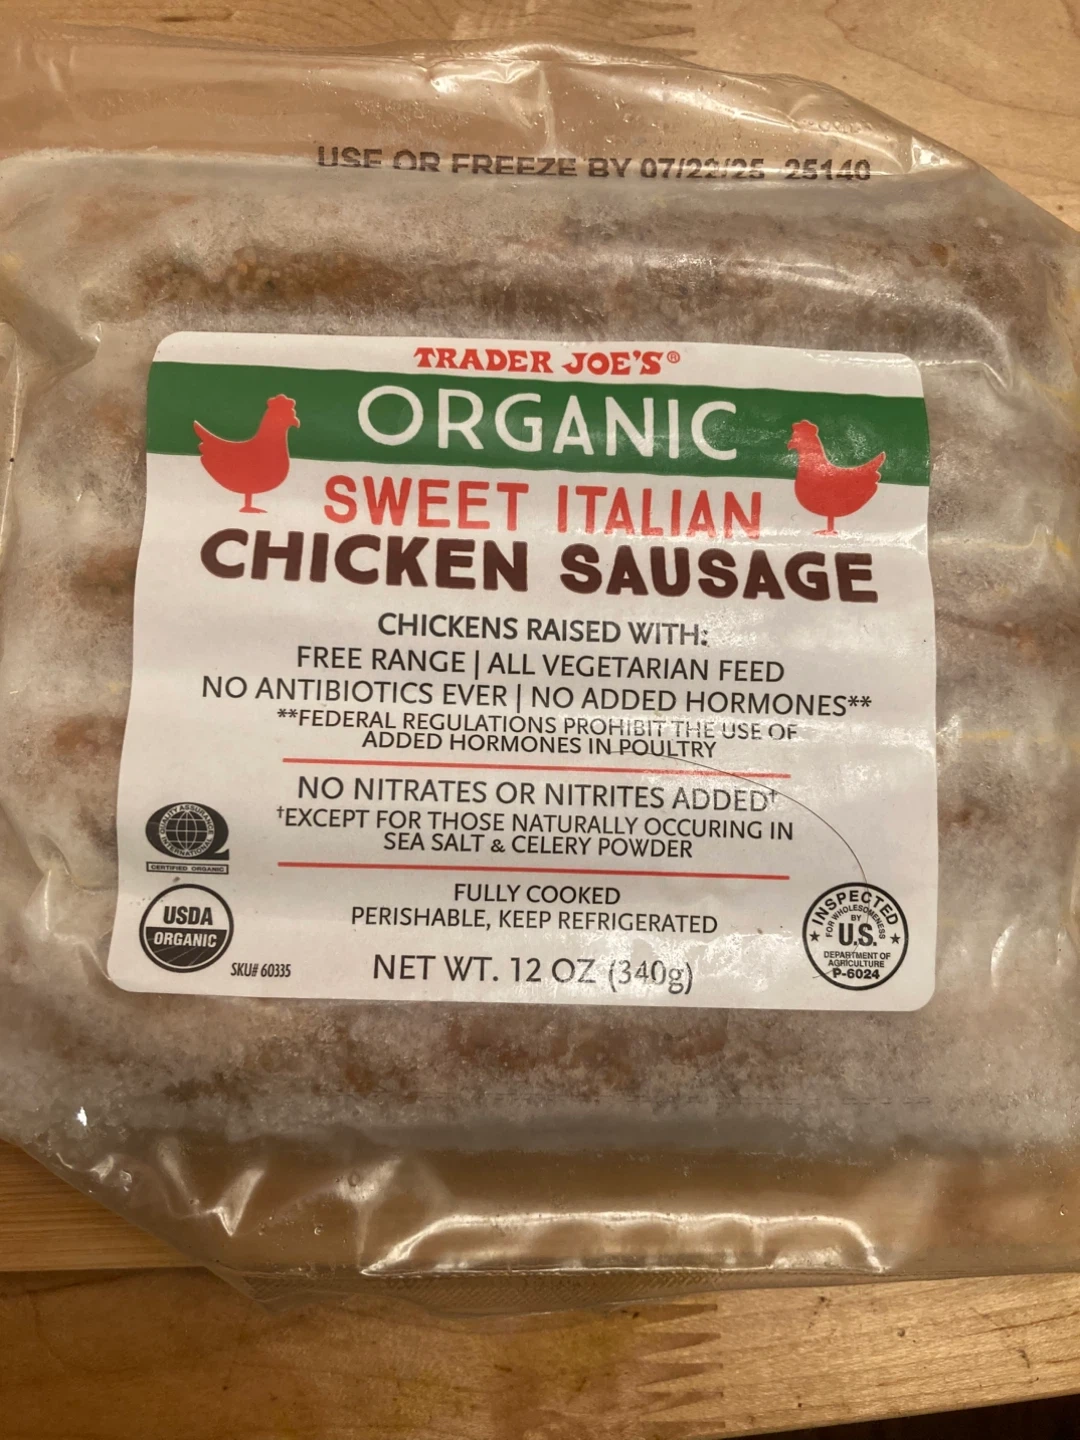 USE OR FREEZE BY 07/22/25 25140
TRADER JOE'S®
ORGANIC
SWEET ITALIAN
CHICKEN SAUSAGE
CHICKENS RAISED WITH:
FREE RANGE | ALL VEGETARIAN FEED
NO ANTIBIOTICS EVER | NO ADDED HORMONES**
**FEDERAL REGULATIONS PROHIBIT THE USE OF
ADDED HORMONES IN POULTRY
NO NITRATES OR NITRITES ADDED†
†EXCEPT FOR THOSE NATURALLY OCCURING IN
SEA SALT & CELERY POWDER
QUALITY ASSURANCE
INTERNATIONAL
CERTIFIED ORGANIC
FULLY COOKED
PERISHABLE, KEEP REFRIGERATED
USDA
ORGANIC
SKU# 60335
NET WT. 12 OZ (340g)
INSPECTED
FOR WHOLESOMENESS
BY
U.S.
DEPARTMENT OF
AGRICULTURE
P-6024